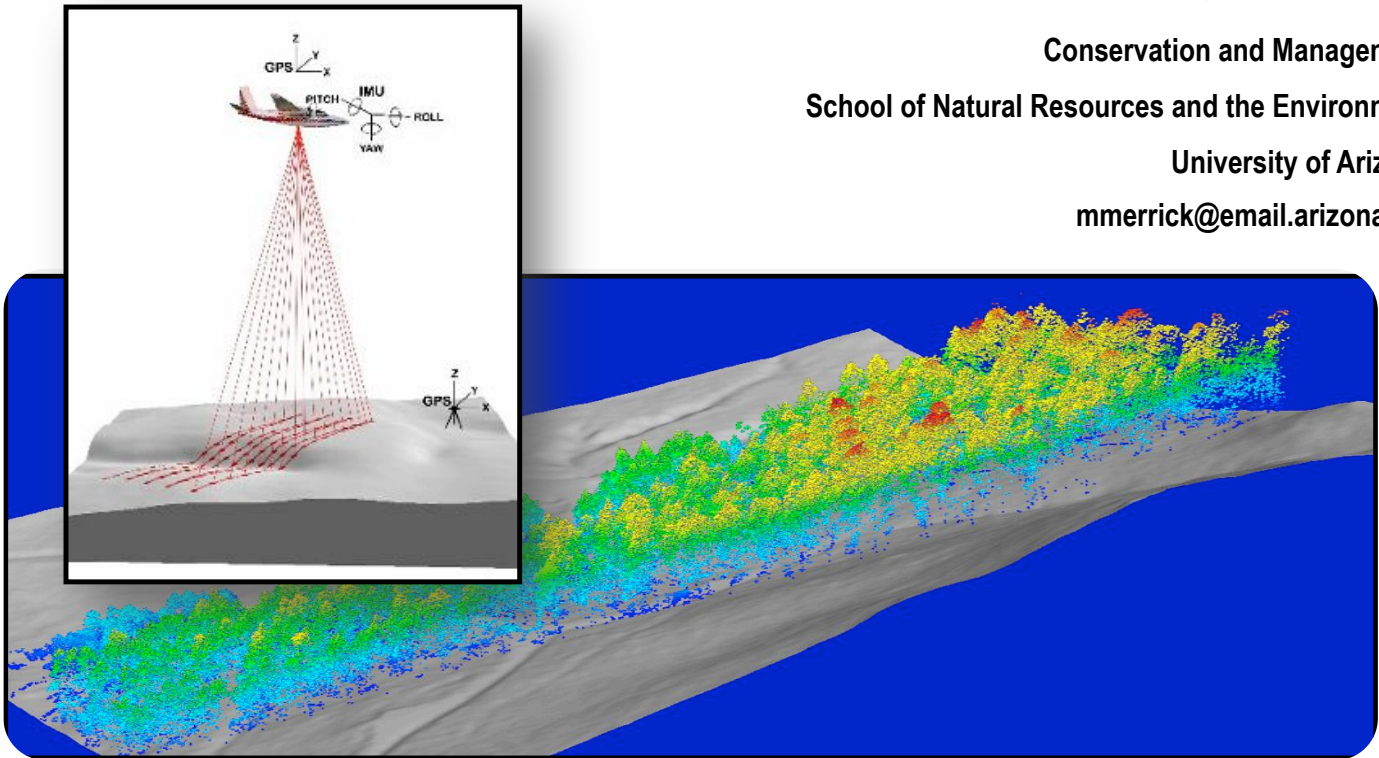 Conservation and Managem
School of Natural Resources and the Environm
University of Ariz
mmerrick@email.arizona
Z
Y
GPS
X
IMU
PITCH
ROLL
YAW
Z
Y
GPS
X